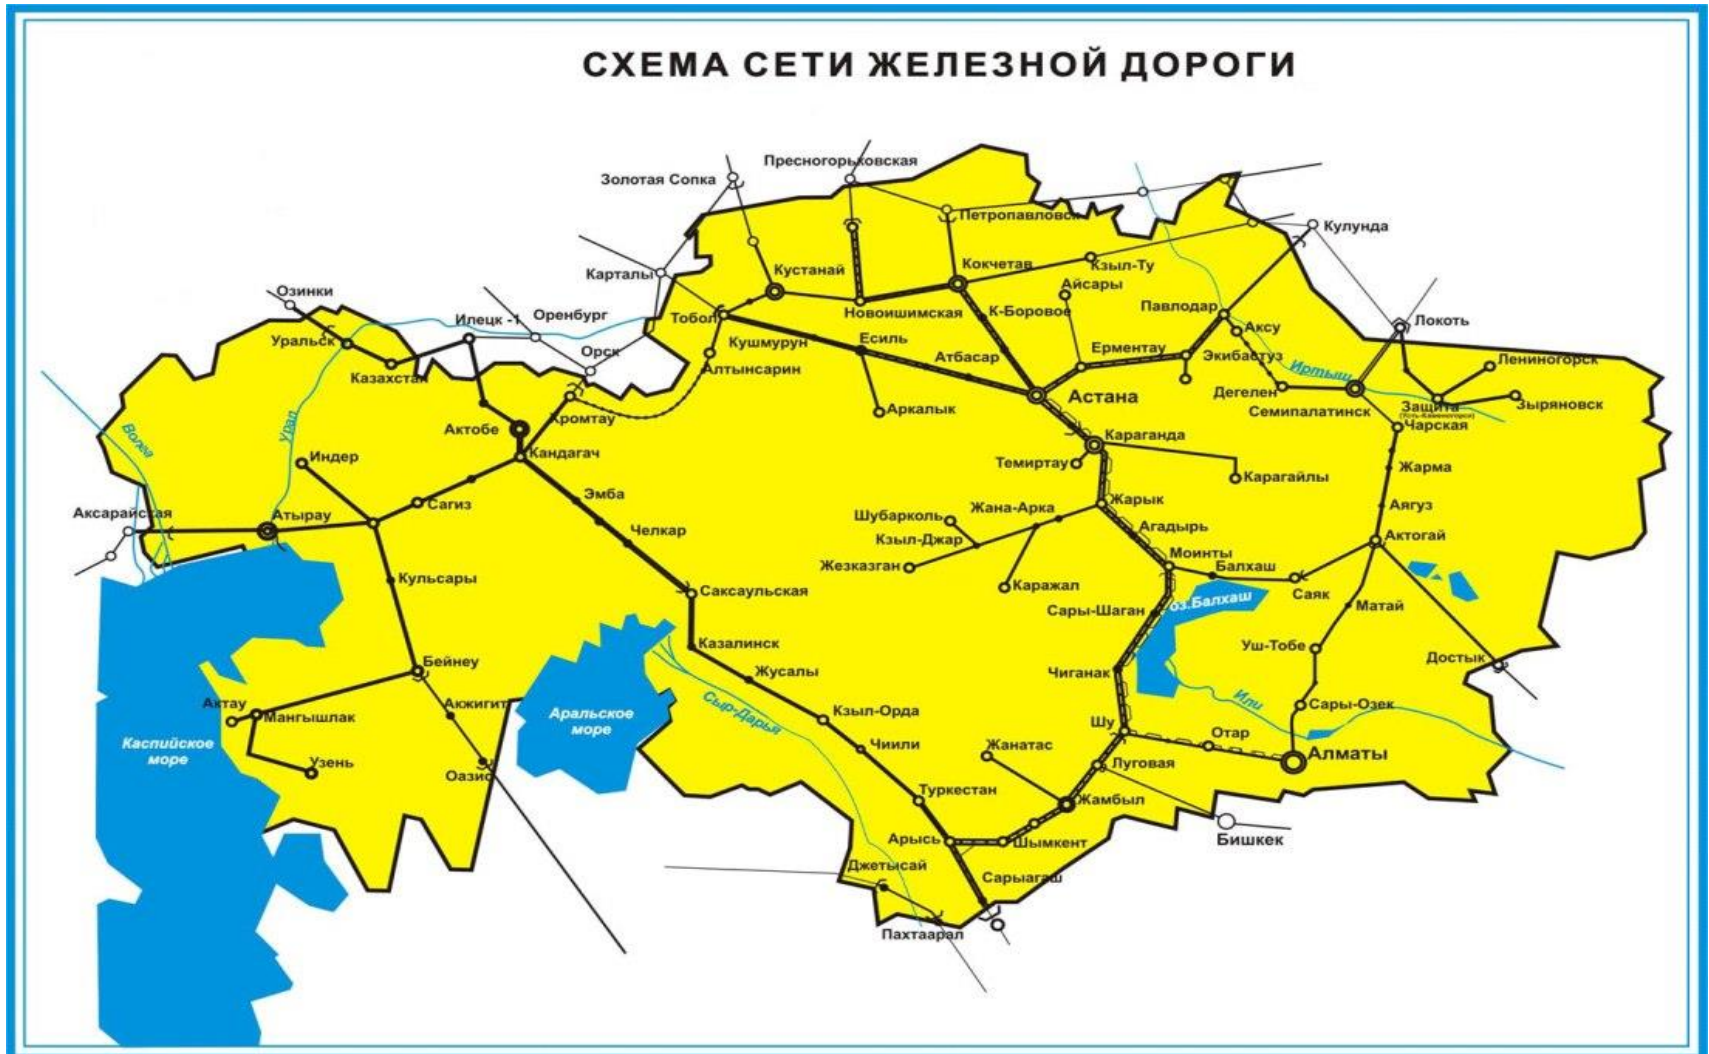 СХЕМА СЕТИ ЖЕЛЕЗНОЙ ДОРОГИ
Пресногорьковская
Золотая Сопка
Петропавловск
Кулунда
Карталы
Кустанай
Кокчетав
Кзыл-Ту
Айсары
Озинки
Илецк -1
Оренбург
Тобол
Новоишимская
К-Боровое
Павлодар
Локоть
Уральск
Кушмурун
Есиль
Аксу
Казахстан
Орск
Алтынсарин
Атбасар
Ерментау
Экибастуз
Лениногорск
Иртыш
Дегелен
Семипалатинск
Защита
(Усть-Каменогорск)
Зыряновск
Хромтау
Аркалык
Астана
Чарская
Волга
Урал
Актобе
Караганда
Кандагач
Индер
Темиртау
Карагайлы
Жарма
Эмба
Сагиз
Жарык
Аягуз
Аксарайская
Атырау
Челкар
Шубарколь
Жана-Арка
Агадырь
Кзыл-Джар
Актогай
Моинты
Балхаш
Жезказган
Кульсары
Саксаульская
Каражал
Саяк
оз.Балхаш
Сары-Шаган
Матай
Казалинск
Уш-Тобе
Бейнеу
Жусалы
Чиганак
Достык
Или
Актау
Мангышлак
Акжигит
Аральское
море
Сыр-Дарья
Кзыл-Орда
Сары-Озек
Шу
Отар
Каспийское
море
Чиили
Жанатас
Узень
Оазис
Луговая
Алматы
Туркестан
Жамбыл
Арысь
Шымкент
Бишкек
Джетысай
Сарыагаш
Пахтаарал